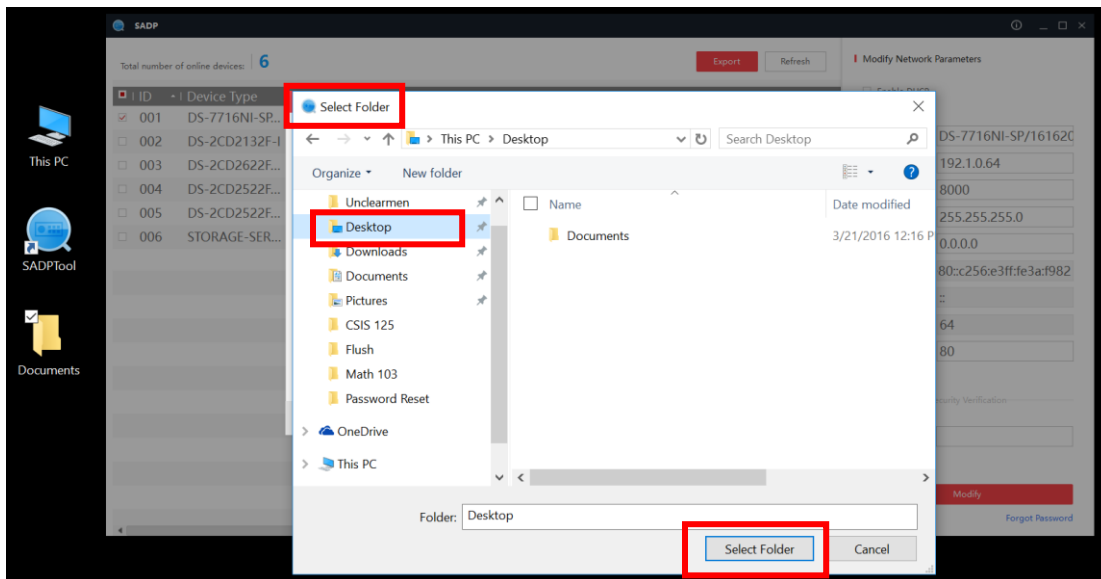 SADP
Total number of online devices: 6
Export
Refresh
Modify Network Parameters
ID
Device Type
001 DS-7716NI-SP...
002 DS-2CD2132F-I
003 DS-2CD2622F...
004 DS-2CD2522F...
005 DS-2CD2522F...
006 STORAGE-SER...
This PC
SADPTool
Documents
Select Folder
This PC > Desktop
Search Desktop
Organize
New folder
Unclearmen
Desktop
Downloads
Documents
Pictures
CSIS 125
Flush
Math 103
Password Reset
OneDrive
This PC
Name
Date modified
Documents
3/21/2016 12:16 P
Folder: Desktop
Select Folder
Cancel
DS-7716NI-SP/161620
192.1.0.64
8000
255.255.255.0
0.0.0.0
80::c256:e3ff:fe3a:f982
::
64
80
curity Verification
Modify
Forgot Password